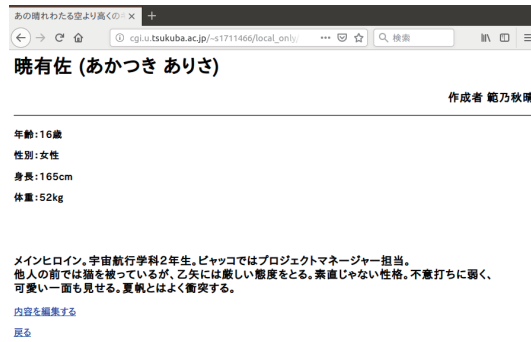 あの晴れわたる空より高くの
cgi.u.tsukuba.ac.jp/~s1711466/local_only/
検索
暁有佐 (あかつき ありさ)
作成者 範乃秋晴
年齢:16歳
性別:女性
身長:165cm
体重:52kg
メインヒロイン。宇宙航行学科2年生。ビャッコではプロジェクトマネージャー担当。
他人の前では猫を被っているが、乙矢には厳しい態度をとる。素直じゃない性格。不意打ちに弱く、
可愛い一面も見せる。夏帆とはよく衝突する。
内容を編集する
戻る